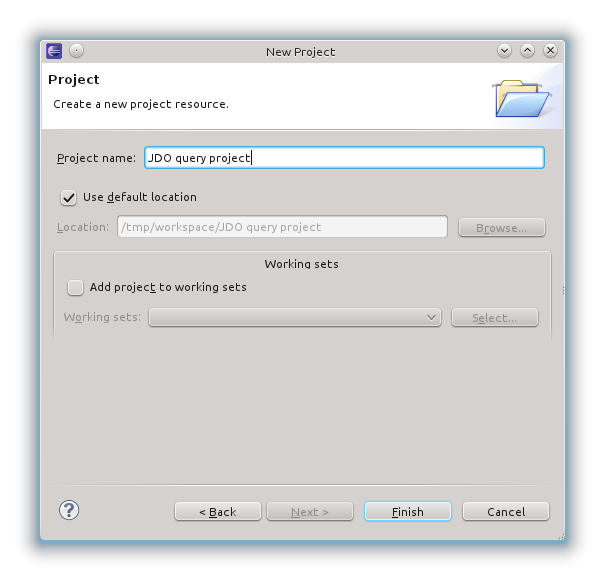 New Project
Project
Create a new project resource.
Project name: JDO query project
Use default location
Location: /tmp/workspace/JDO query project Browse...
Working sets
Add project to working sets
Working sets: Select...
? < Back Next > Finish Cancel